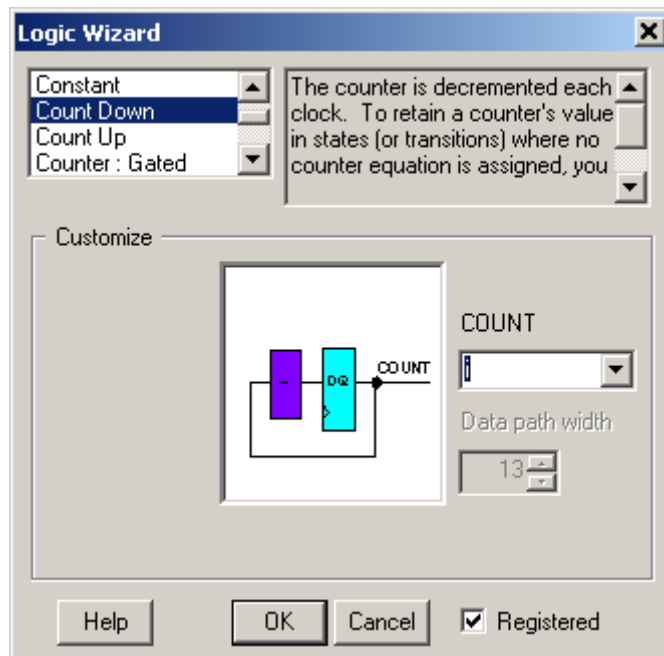 Logic Wizard
Constant
Count Down
Count Up
Counter : Gated
The counter is decremented each
clock. To retain a counter's value
in states (or transitions) where no
counter equation is assigned, you
Customize
-
DQ
COUNT
COUNT
i
Data path width
13
Help
OK
Cancel
Registered